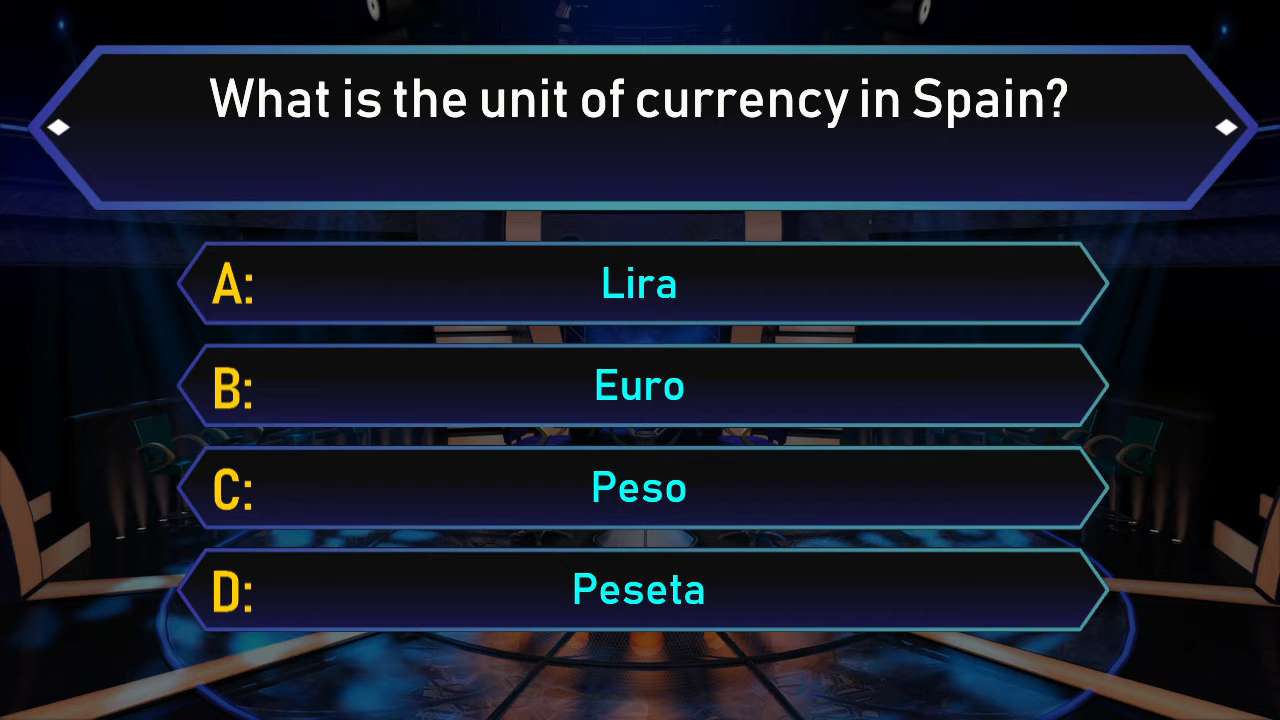 What is the unit of currency in Spain?
A: Lira
B: Euro
C: Peso
D: Peseta